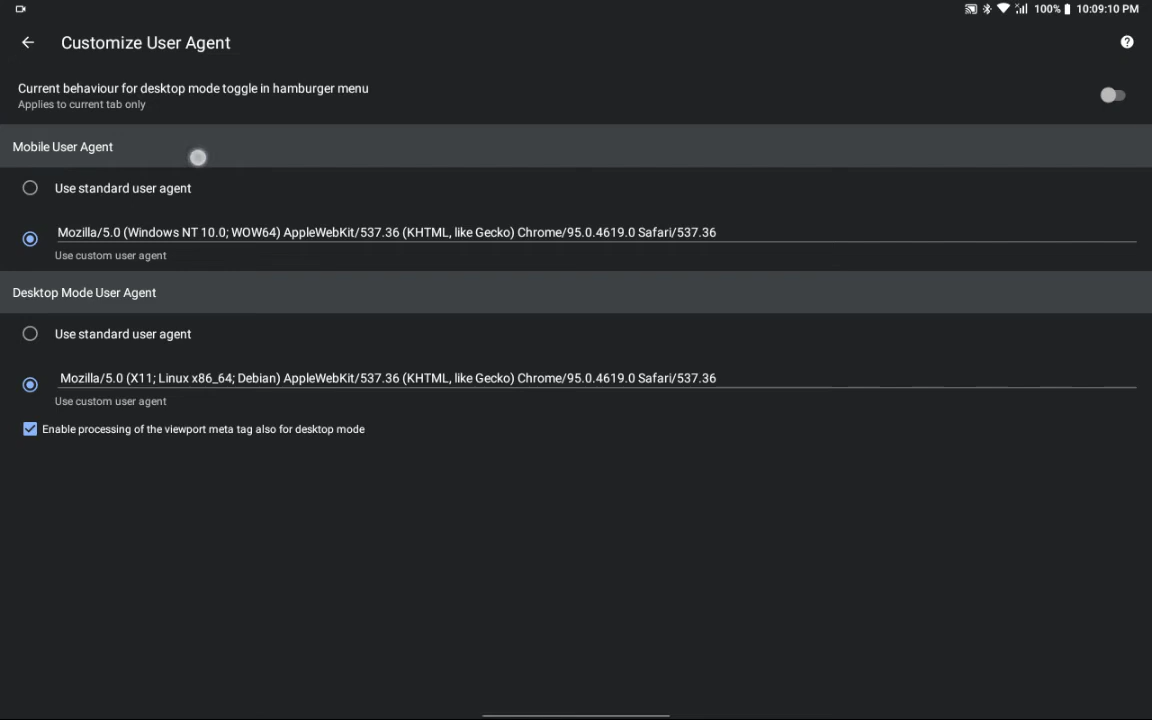 100% 10:09:10 PM
Customize User Agent
Current behaviour for desktop mode toggle in hamburger menu
Applies to current tab only
Mobile User Agent
Use standard user agent
Mozilla/5.0 (Windows NT 10.0; WOW64) AppleWebKit/537.36 (KHTML, like Gecko) Chrome/95.0.4619.0 Safari/537.36
Use custom user agent
Desktop Mode User Agent
Use standard user agent
Mozilla/5.0 (X11; Linux x86_64; Debian) AppleWebKit/537.36 (KHTML, like Gecko) Chrome/95.0.4619.0 Safari/537.36
Use custom user agent
Enable processing of the viewport meta tag also for desktop mode